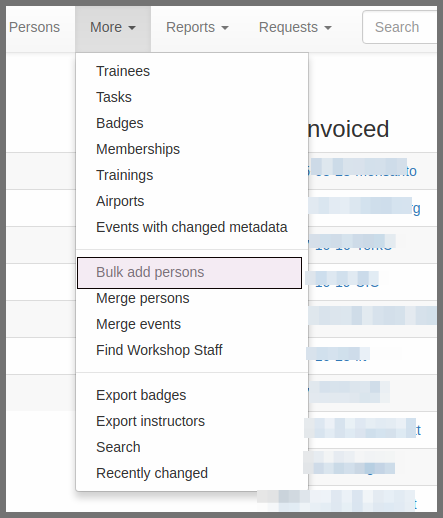 Persons More Reports Requests Search
Trainees
Tasks
Badges
Memberships
Trainings
Airports
Events with changed metadata
Bulk add persons
Merge persons
Merge events
Find Workshop Staff
Export badges
Export instructors
Search
Recently changed
nvoiced